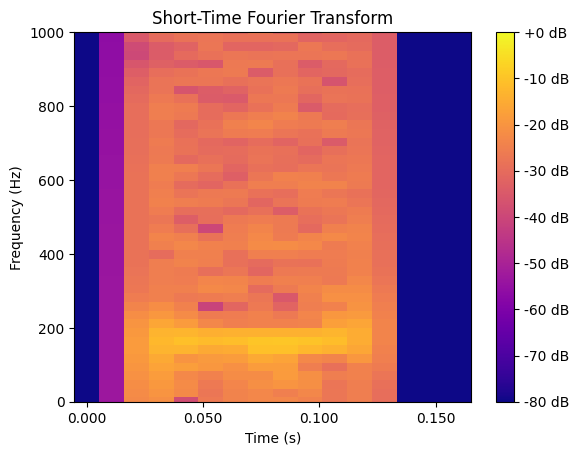 Short-Time Fourier Transform
1000
800
600
400
200
0
Frequency (Hz)
0.000
0.050
0.100
0.150
Time (s)
+0 dB
-10 dB
-20 dB
-30 dB
-40 dB
-50 dB
-60 dB
-70 dB
-80 dB